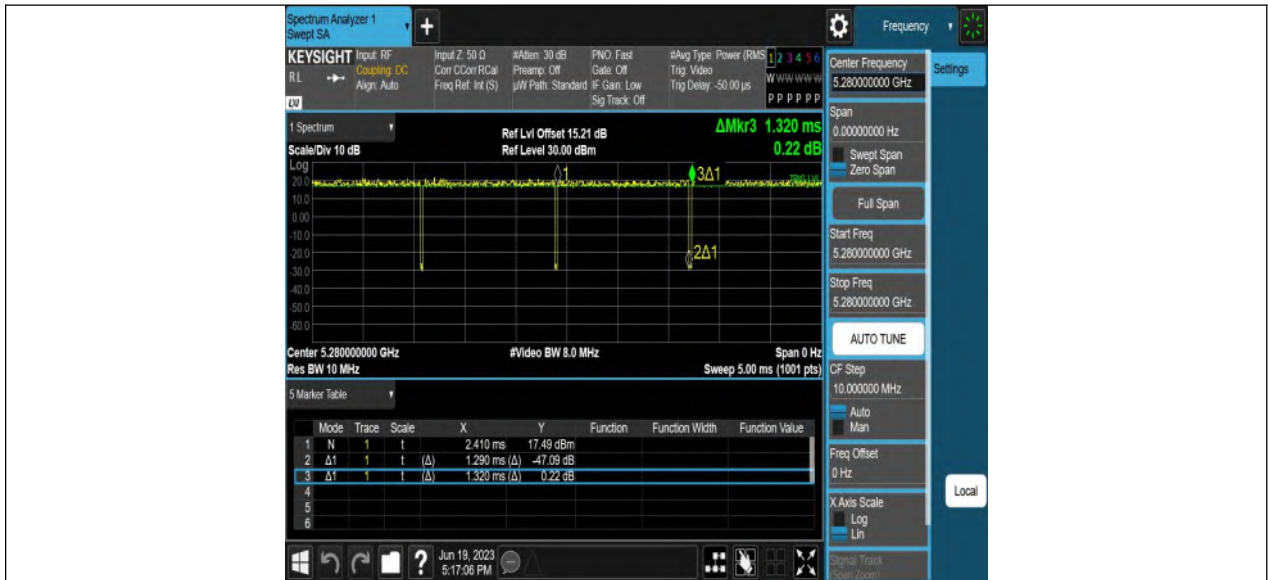 Spectrum Analyzer 1
Swept SA
+
Frequency
KEYSIGHT
RL
LXI
Input: RF
Coupling: DC
Align: Auto
Input Z: 50 Ω
Corr CCorr RCal
Freq Ref: Int (S)
#Atten: 30 dB
Preamp: Off
µW Path: Standard
PNO: Fast
Gate: Off
IF Gain: Low
Sig Track: Off
#Avg Type: Power (RMS
Trig: Video
Trig Delay: -50.00 µs
1 2 3 4 5 6
W W W W W W
P P P P P P
1 Spectrum
Scale/Div 10 dB
Ref Lvl Offset 15.21 dB
Ref Level 30.00 dBm
ΔMkr3 1.320 ms
0.22 dB
Log
20.0
10.0
0.00
-10.0
-20.0
-30.0
-40.0
-50.0
-60.0
1
3Δ1
TRIG LVL
2Δ1
Center 5.280000000 GHz
#Video BW 8.0 MHz
Span 0 Hz
Res BW 10 MHz
Sweep 5.00 ms (1001 pts)
5 Marker Table
Mode Trace Scale X Y Function Function Width Function Value
1 N 1 t 2.410 ms 17.49 dBm
2 Δ1 1 t (Δ) 1.290 ms (Δ) -47.09 dB
3 Δ1 1 t (Δ) 1.320 ms (Δ) 0.22 dB
4
5
6
?
Jun 19, 2023
5:17:06 PM
Center Frequency
5.280000000 GHz
Settings
Span
0.00000000 Hz
Swept Span
Zero Span
Full Span
Start Freq
5.280000000 GHz
Stop Freq
5.280000000 GHz
AUTO TUNE
CF Step
10.000000 MHz
Auto
Man
Freq Offset
0 Hz
X Axis Scale
Log
Lin
Local
Signal Track
(Span Zoom)